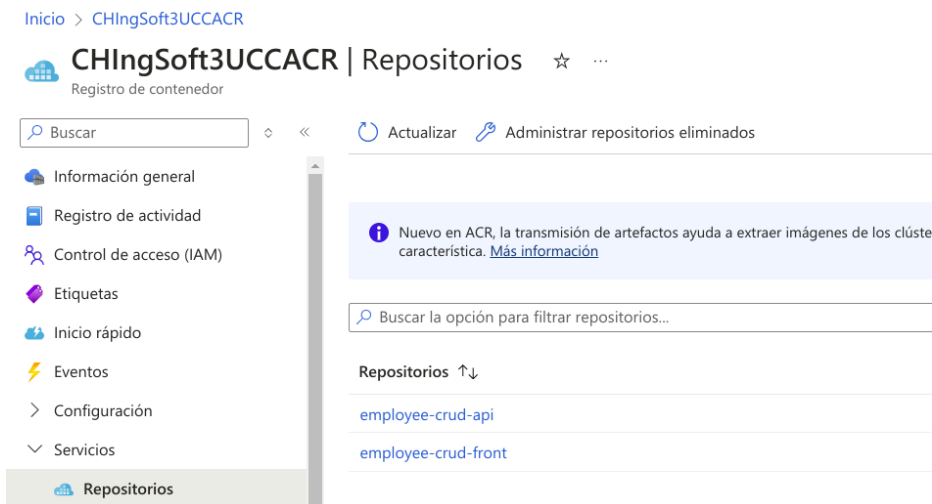 Inicio > CHIngSoft3UCCACR
CHIngSoft3UCCACR | Repositorios ☆ ...
Registro de contenedor
Buscar
Actualizar
Administrar repositorios eliminados
Información general
Registro de actividad
Control de acceso (IAM)
Etiquetas
Inicio rápido
Eventos
Configuración
Servicios
Repositorios
Nuevo en ACR, la transmisión de artefactos ayuda a extraer imágenes de los clúste
característica. Más información
Buscar la opción para filtrar repositorios...
Repositorios ↑↓
employee-crud-api
employee-crud-front